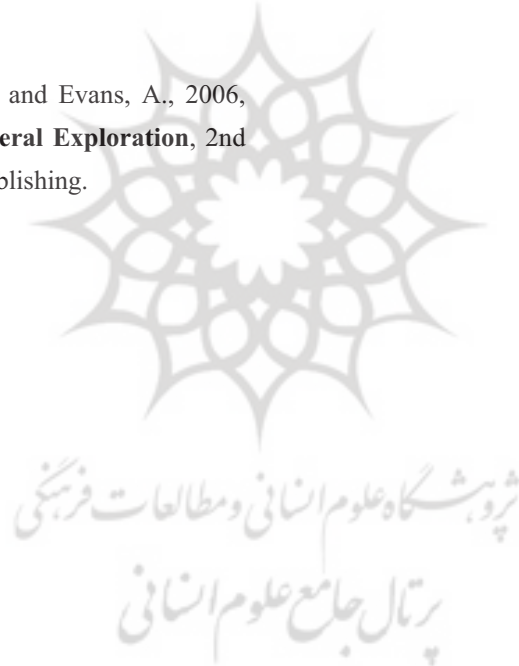 and Evans, A., 2006,
eral Exploration, 2nd
blishing.
پژوهشگاه علوم انسانی و مطالعات فرهنگی
پرتال جامع علوم انسانی